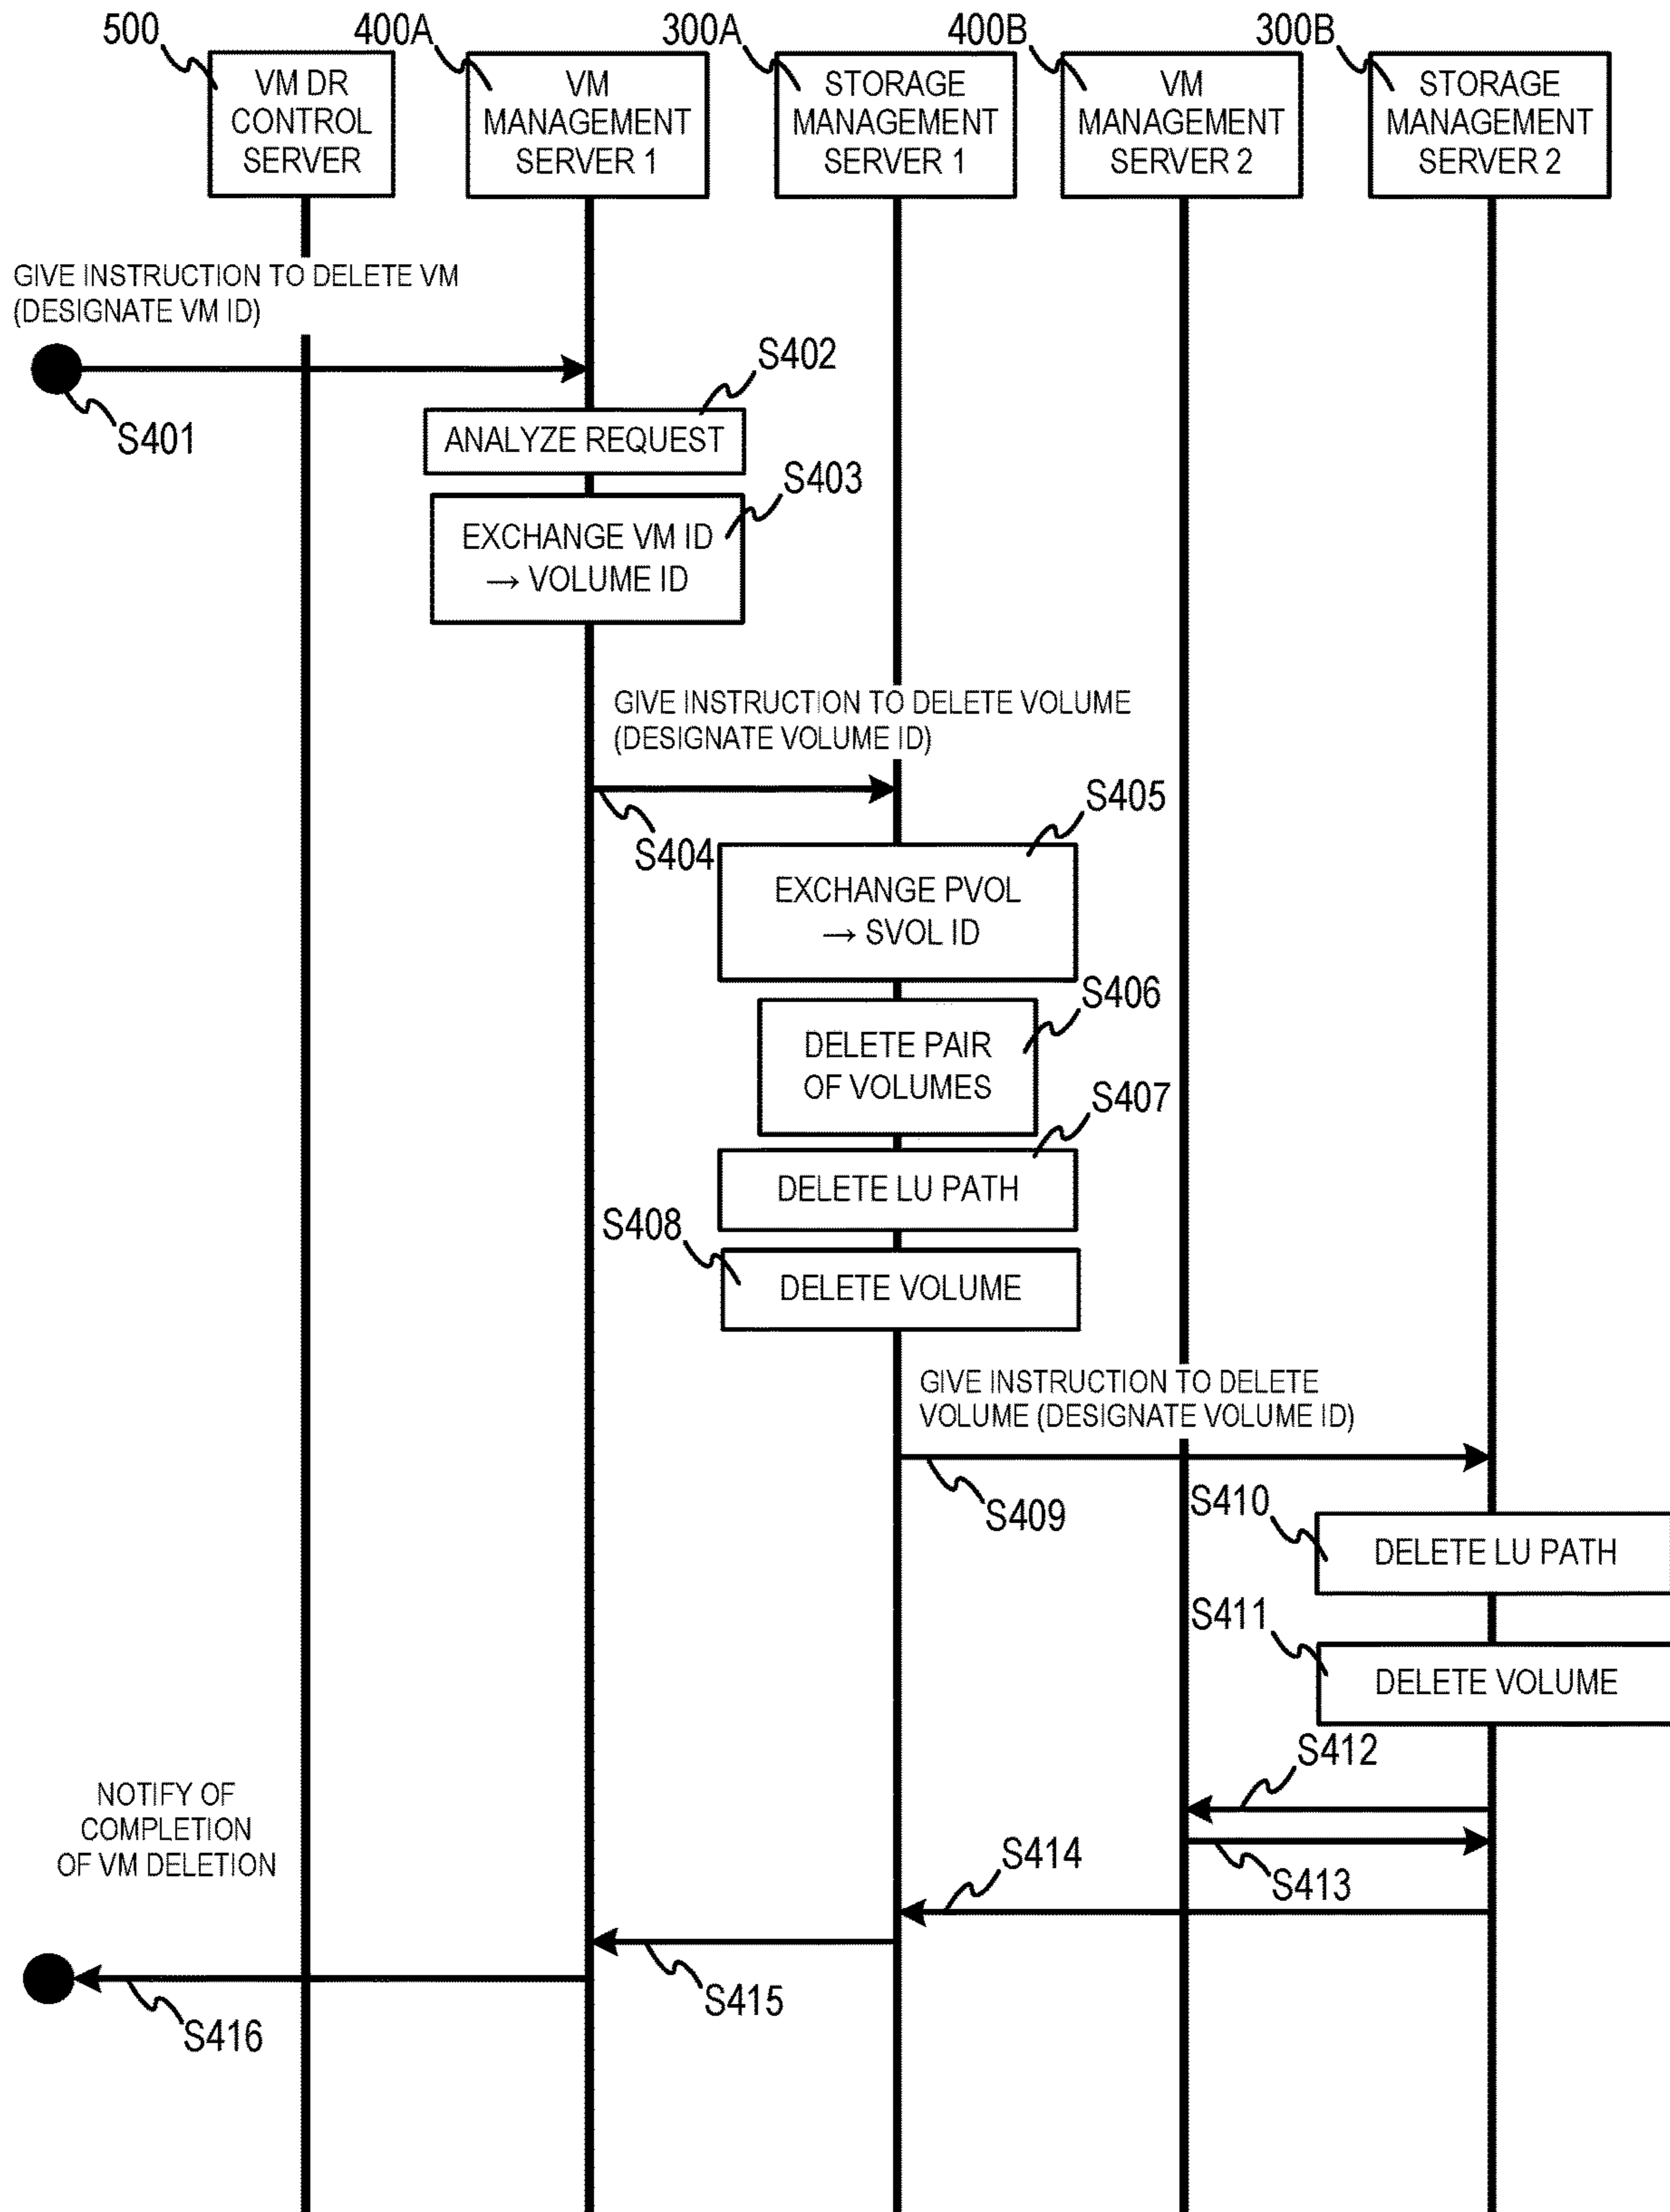 500
400A
300A
400B
300B
VM DR
CONTROL
SERVER
VM
MANAGEMENT
SERVER 1
STORAGE
MANAGEMENT
SERVER 1
VM
MANAGEMENT
SERVER 2
STORAGE
MANAGEMENT
SERVER 2
GIVE INSTRUCTION TO DELETE VM
(DESIGNATE VM ID)
S401
S402
ANALYZE REQUEST
S403
EXCHANGE VM ID
→ VOLUME ID
GIVE INSTRUCTION TO DELETE VOLUME
(DESIGNATE VOLUME ID)
S404
S405
EXCHANGE PVOL
→ SVOL ID
S406
DELETE PAIR
OF VOLUMES
S407
DELETE LU PATH
S408
DELETE VOLUME
GIVE INSTRUCTION TO DELETE
VOLUME (DESIGNATE VOLUME ID)
S409
S410
DELETE LU PATH
S411
DELETE VOLUME
S412
S413
S414
S415
NOTIFY OF
COMPLETION
OF VM DELETION
S416